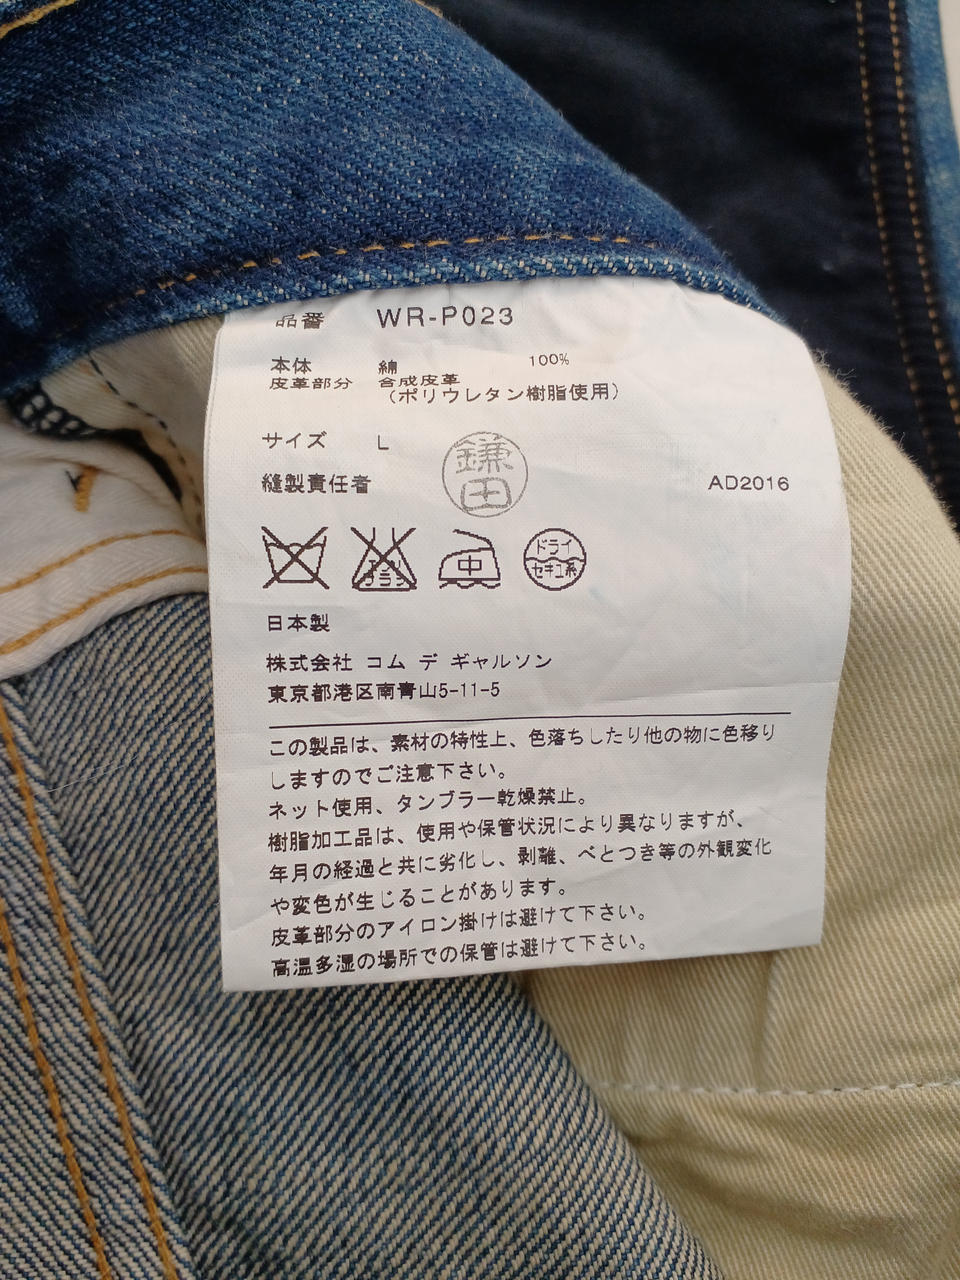 品番 WR-P023
本体 綿 100%
皮革部分 合成皮革
（ポリウレタン樹脂使用）
サイズ L
鎌田
縫製責任者 AD2016
エンソサラシ 中 ドライ セキユ系
日本製
株式会社 コム デ ギャルソン
東京都港区南青山5-11-5
この製品は、素材の特性上、色落ちしたり他の物に色移り
しますのでご注意下さい。
ネット使用、タンブラー乾燥禁止。
樹脂加工品は、使用や保管状況により異なりますが、
年月の経過と共に劣化し、剥離、べとつき等の外観変化
や変色が生じることがあります。
皮革部分のアイロン掛けは避けて下さい。
高温多湿の場所での保管は避けて下さい。